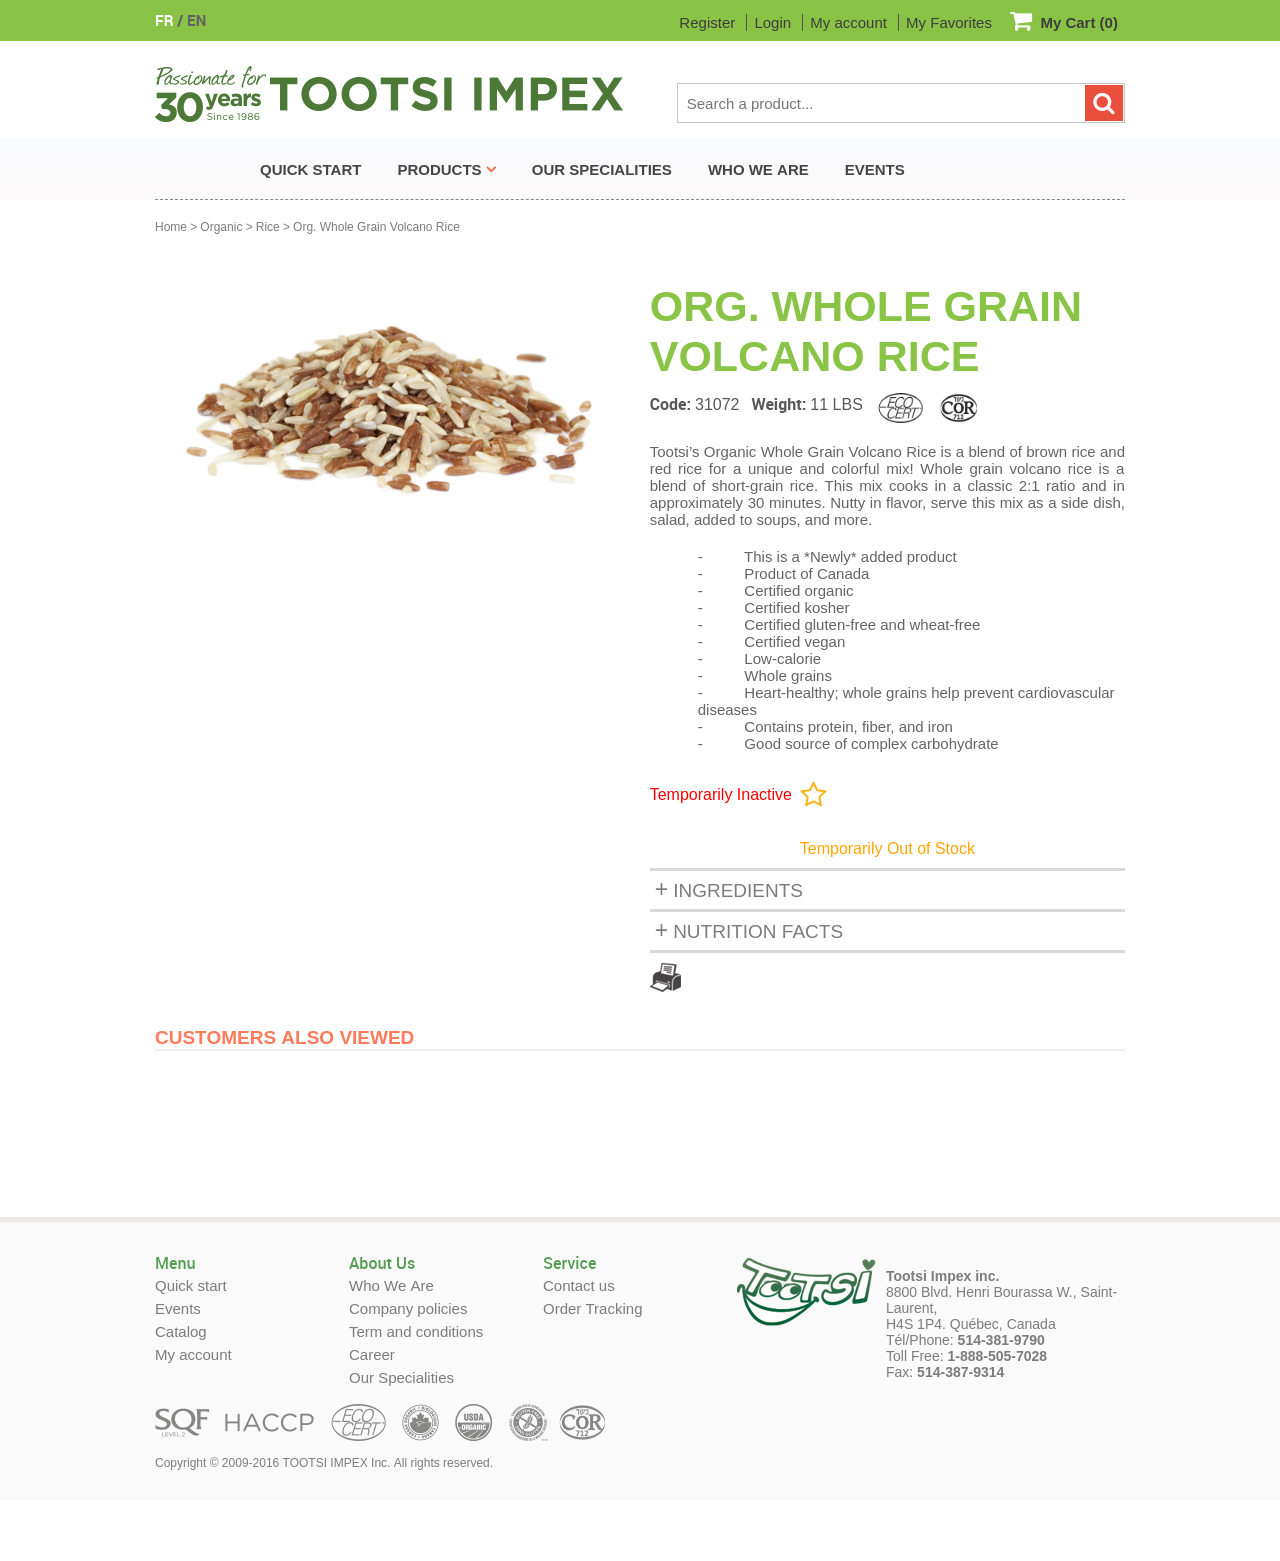 FR / EN
Register Login My account My Favorites My Cart (0)
Passionate for
30 years
Since 1986
TOOTSI IMPEX
Search a product...
QUICK START PRODUCTS OUR SPECIALITIES WHO WE ARE EVENTS
Home > Organic > Rice > Org. Whole Grain Volcano Rice
ORG. WHOLE GRAIN
VOLCANO RICE
Code: 31072 Weight: 11 LBS ECO CERT COR 712
Tootsi’s Organic Whole Grain Volcano Rice is a blend of brown rice and
red rice for a unique and colorful mix! Whole grain volcano rice is a
blend of short-grain rice. This mix cooks in a classic 2:1 ratio and in
approximately 30 minutes. Nutty in flavor, serve this mix as a side dish,
salad, added to soups, and more.
- This is a *Newly* added product
- Product of Canada
- Certified organic
- Certified kosher
- Certified gluten-free and wheat-free
- Certified vegan
- Low-calorie
- Whole grains
- Heart-healthy; whole grains help prevent cardiovascular
diseases
- Contains protein, fiber, and iron
- Good source of complex carbohydrate
Temporarily Inactive
Temporarily Out of Stock
+ INGREDIENTS
+ NUTRITION FACTS
CUSTOMERS ALSO VIEWED
Menu
Quick start
Events
Catalog
My account
About Us
Who We Are
Company policies
Term and conditions
Career
Our Specialities
Service
Contact us
Order Tracking
TOOTSI
Tootsi Impex inc.
8800 Blvd. Henri Bourassa W., Saint-
Laurent,
H4S 1P4. Québec, Canada
Tél/Phone: 514-381-9790
Toll Free: 1-888-505-7028
Fax: 514-387-9314
SQF LEVEL 2 HACCP ECO CERT USDA ORGANIC COR 712
Copyright © 2009-2016 TOOTSI IMPEX Inc. All rights reserved.